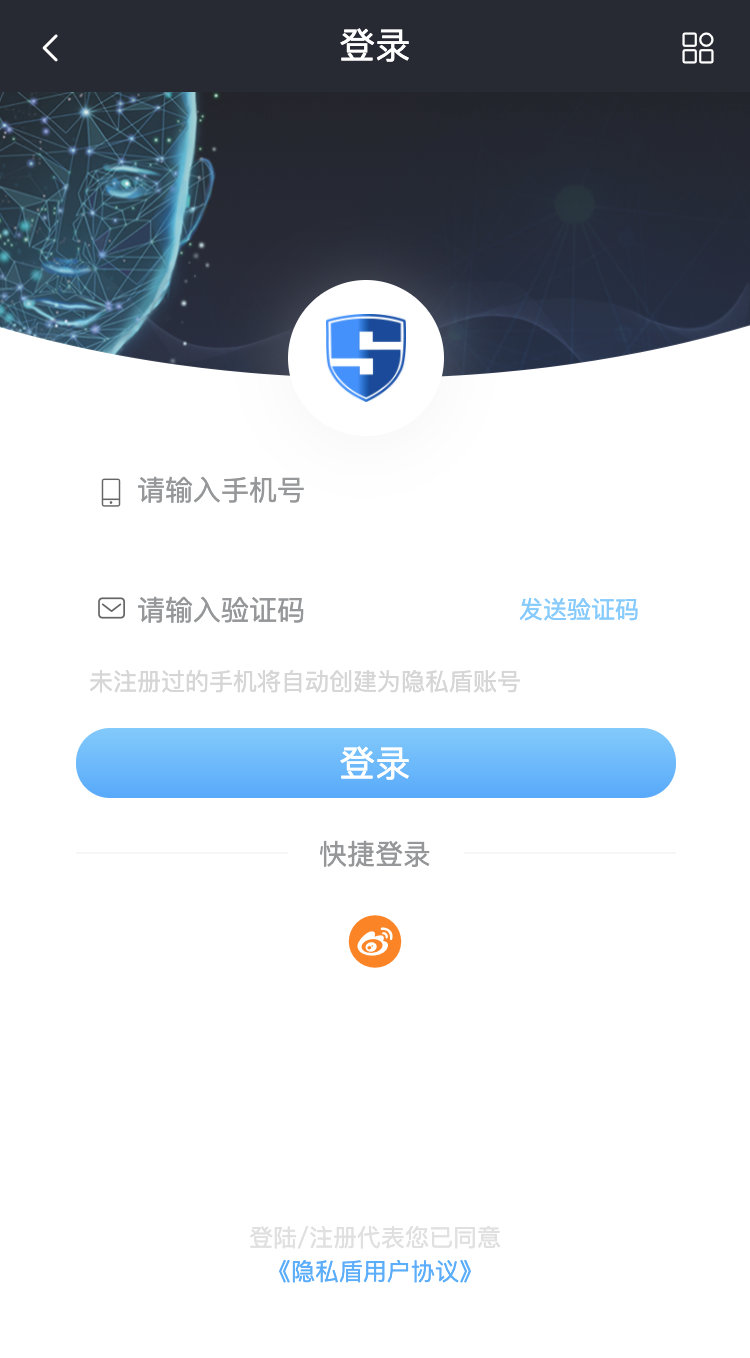 登录
请输入手机号
请输入验证码
发送验证码
未注册过的手机将自动创建为隐私盾账号
登录
快捷登录
登陆/注册代表您已同意
《隐私盾用户协议》